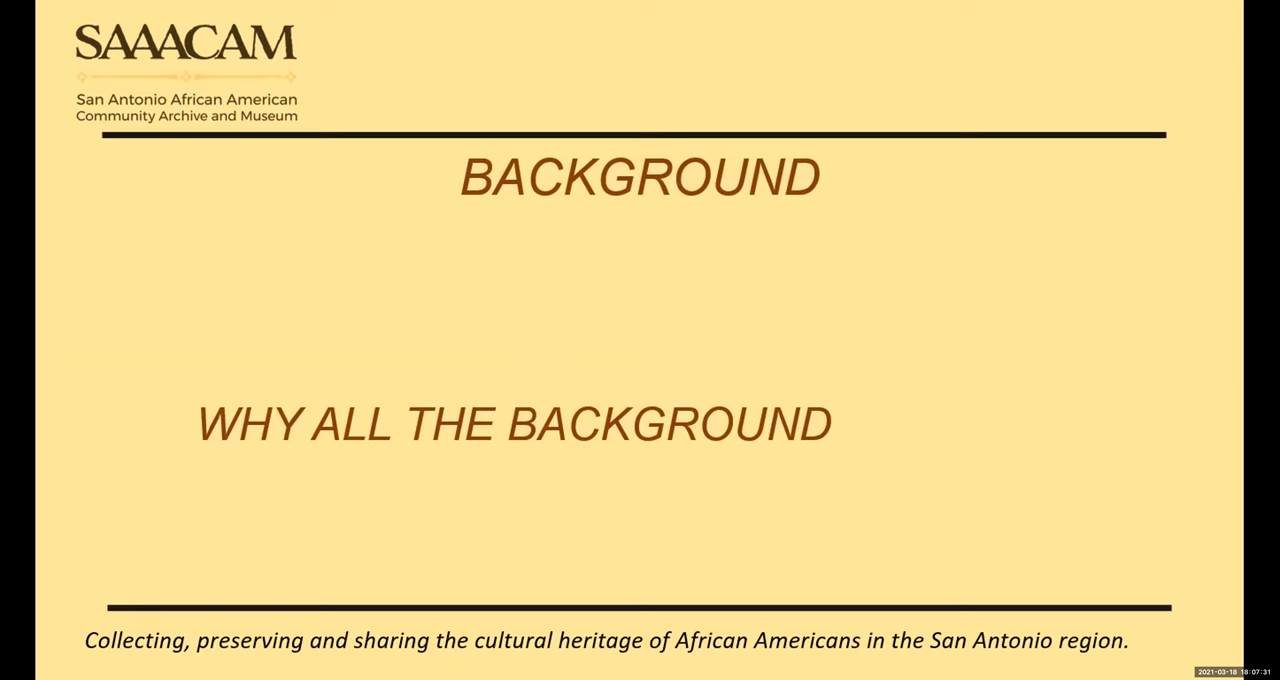 SAAACAM
San Antonio African American
Community Archive and Museum
BACKGROUND
WHY ALL THE BACKGROUND
Collecting, preserving and sharing the cultural heritage of African Americans in the San Antonio region.
2021-03-18 18:07:31